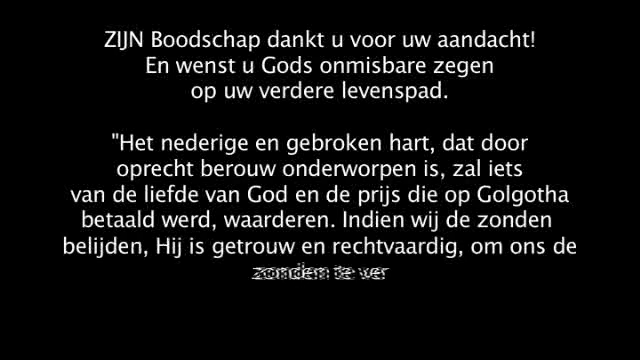 ZIJN Boodschap dankt u voor uw aandacht!
En wenst u Gods onmisbare zegen
op uw verdere levenspad.
"Het nederige en gebroken hart, dat door
oprecht berouw onderworpen is, zal iets
van de liefde van God en de prijs die op Golgotha
betaald werd, waarderen. Indien wij de zonden
belijden, Hij is getrouw en rechtvaardig, om ons de
te ver